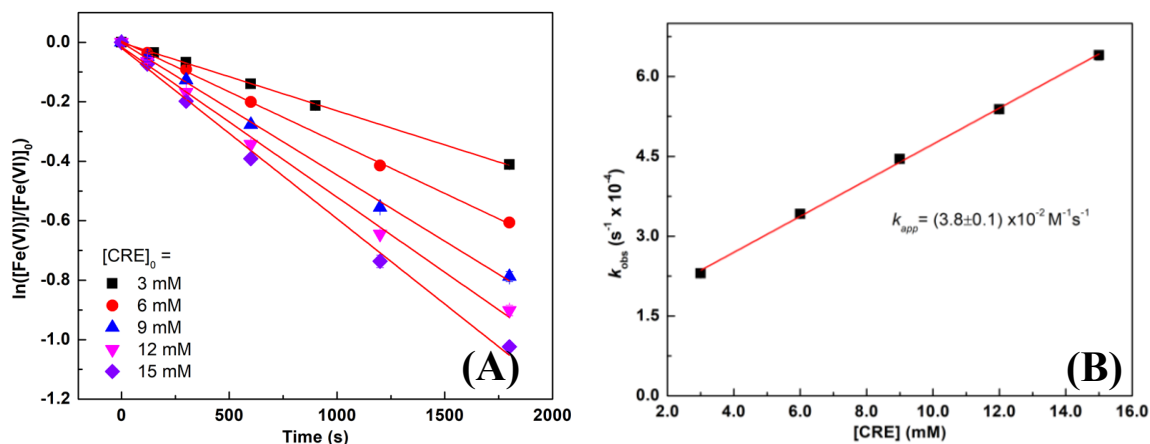 ln([Fe(VI)]/[Fe(VI)]₀)
0.0
-0.2
-0.4
-0.6
-0.8
-1.0
-1.2
[CRE]₀ =
3 mM
6 mM
9 mM
12 mM
15 mM
(A)
0 500 1000 1500 2000
Time (s)
k_obs (s⁻¹ x 10⁻⁴)
6.0
4.5
3.0
1.5
0.0
k_app = (3.8±0.1) x10⁻² M⁻¹s⁻¹
(B)
2.0 4.0 6.0 8.0 10.0 12.0 14.0 16.0
[CRE] (mM)